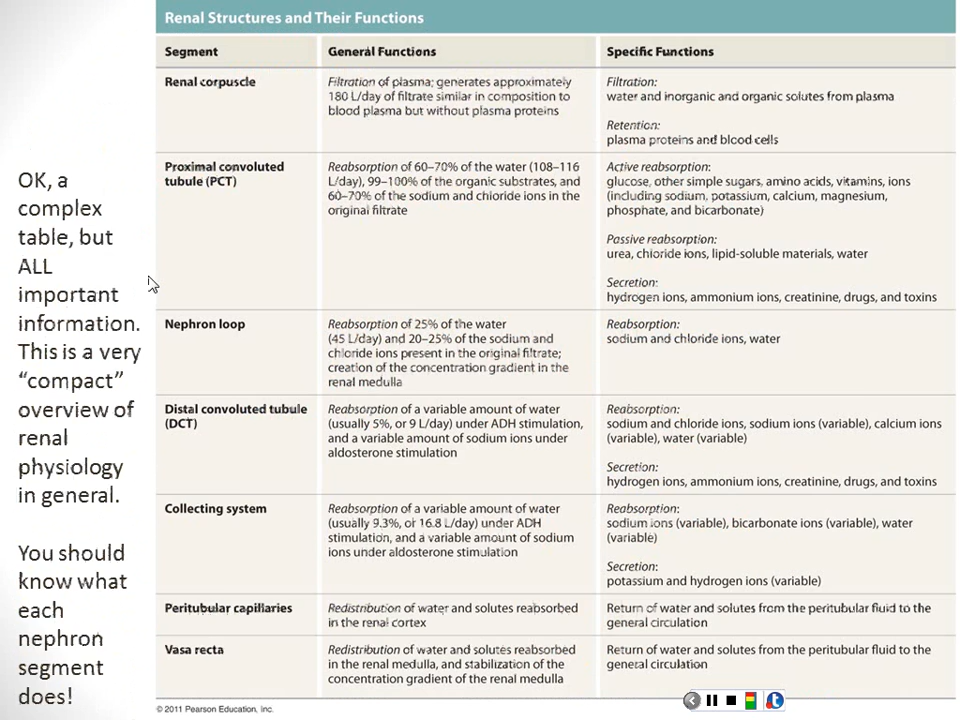 Renal Structures and Their Functions
Segment
General Functions
Specific Functions
Renal corpuscle
Filtration of plasma; generates approximately
180 L/day of filtrate similar in composition to
blood plasma but without plasma proteins
Filtration:
water and inorganic and organic solutes from plasma
Retention:
plasma proteins and blood cells
Proximal convoluted
tubule (PCT)
Reabsorption of 60–70% of the water (108–116
L/day), 99–100% of the organic substrates, and
60–70% of the sodium and chloride ions in the
original filtrate
Active reabsorption:
glucose, other simple sugars, amino acids, vitamins, ions
(including sodium, potassium, calcium, magnesium,
phosphate, and bicarbonate)
Passive reabsorption:
urea, chloride ions, lipid-soluble materials, water
Secretion:
hydrogen ions, ammonium ions, creatinine, drugs, and toxins
Nephron loop
Reabsorption of 25% of the water
(45 L/day) and 20–25% of the sodium and
chloride ions present in the original filtrate;
creation of the concentration gradient in the
renal medulla
Reabsorption:
sodium and chloride ions, water
Distal convoluted tubule
(DCT)
Reabsorption of a variable amount of water
(usually 5%, or 9 L/day) under ADH stimulation,
and a variable amount of sodium ions under
aldosterone stimulation
Reabsorption:
sodium and chloride ions, sodium ions (variable), calcium ions
(variable), water (variable)
Secretion:
hydrogen ions, ammonium ions, creatinine, drugs, and toxins
Collecting system
Reabsorption of a variable amount of water
(usually 9.3%, or 16.8 L/day) under ADH
stimulation, and a variable amount of sodium
ions under aldosterone stimulation
Reabsorption:
sodium ions (variable), bicarbonate ions (variable), water
(variable)
Secretion:
potassium and hydrogen ions (variable)
Peritubular capillaries
Redistribution of water and solutes reabsorbed
in the renal cortex
Return of water and solutes from the peritubular fluid to the
general circulation
Vasa recta
Redistribution of water and solutes reabsorbed
in the renal medulla, and stabilization of the
concentration gradient of the renal medulla
Return of water and solutes from the peritubular fluid to the
general circulation
© 2011 Pearson Education, Inc.
OK, a
complex
table, but
ALL
important
information.
This is a very
“compact”
overview of
renal
physiology
in general.
You should
know what
each
nephron
segment
does!